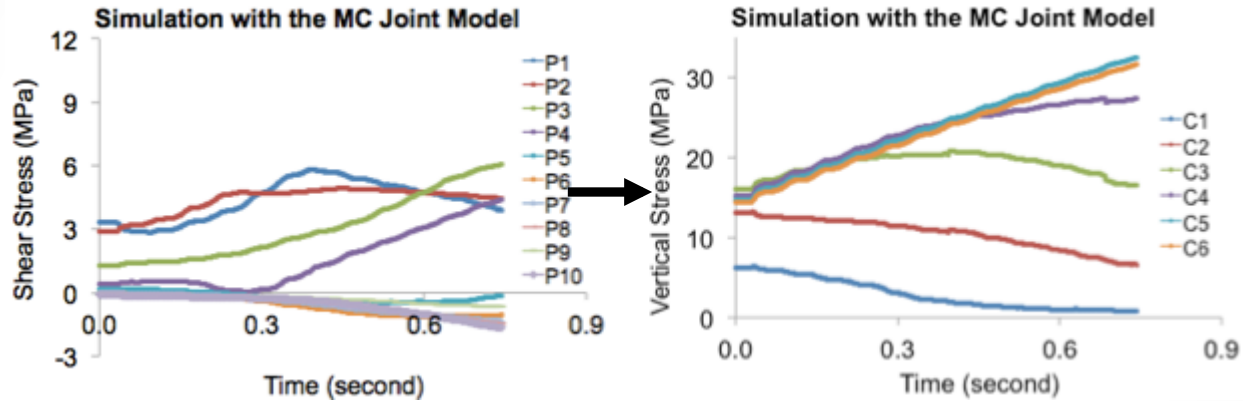 Simulation with the MC Joint Model
12
9
6
3
0
-3
Shear Stress (MPa)
P1
P2
P3
P4
P5
P6
P7
P8
P9
P10
0.0
0.3
0.6
0.9
Time (second)
Simulation with the MC Joint Model
30
20
10
0
Vertical Stress (MPa)
C1
C2
C3
C4
C5
C6
0.0
0.3
0.6
0.9
Time (second)